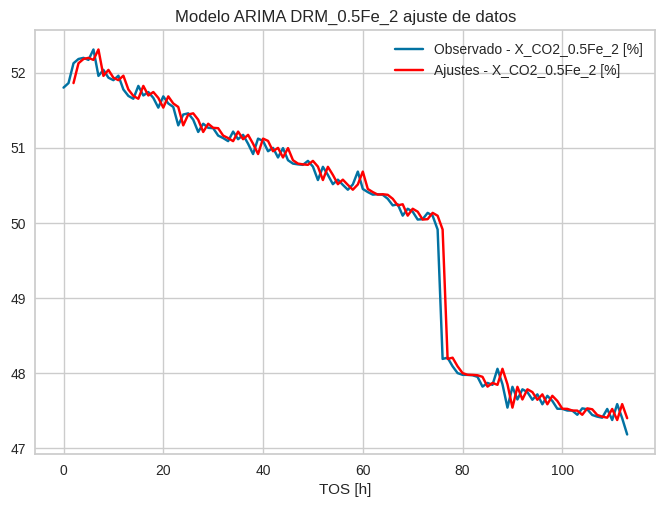 Modelo ARIMA DRM_0.5Fe_2 ajuste de datos
Observado - X_CO2_0.5Fe_2 [%]
Ajustes - X_CO2_0.5Fe_2 [%]
52
51
50
49
48
47
0 20 40 60 80 100
TOS [h]